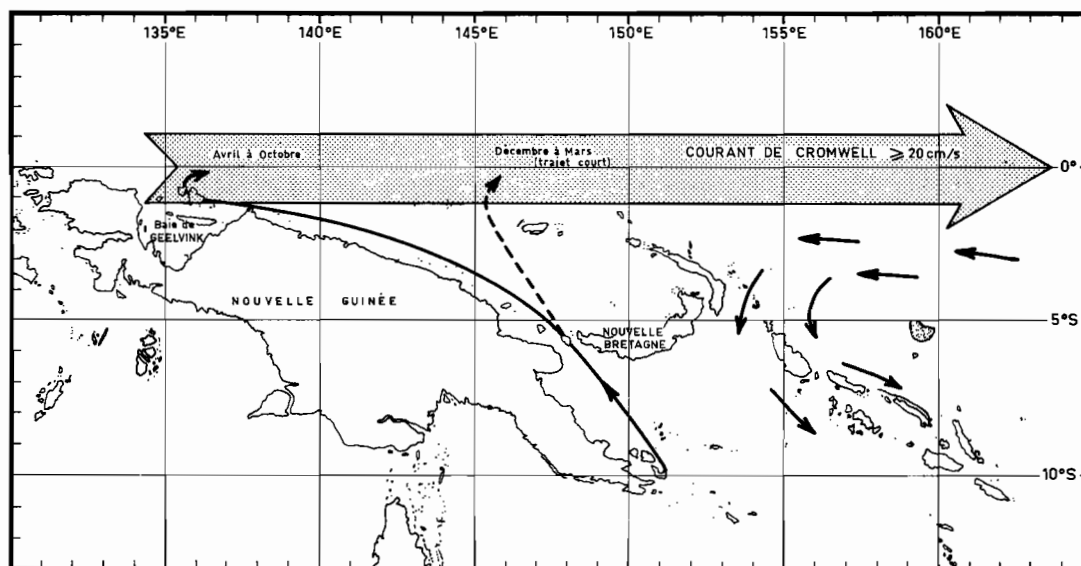 135°E 140°E 145°E 150°E 155°E 160°E
Avril à Octobre
Décembre à Mars
(trajet court)
COURANT DE CROMWELL ⩾ 20 cm/s
0°
Baie de
GEELVINK
NOUVELLE GUINÉE
NOUVELLE
BRETAGNE
5°S
10°S